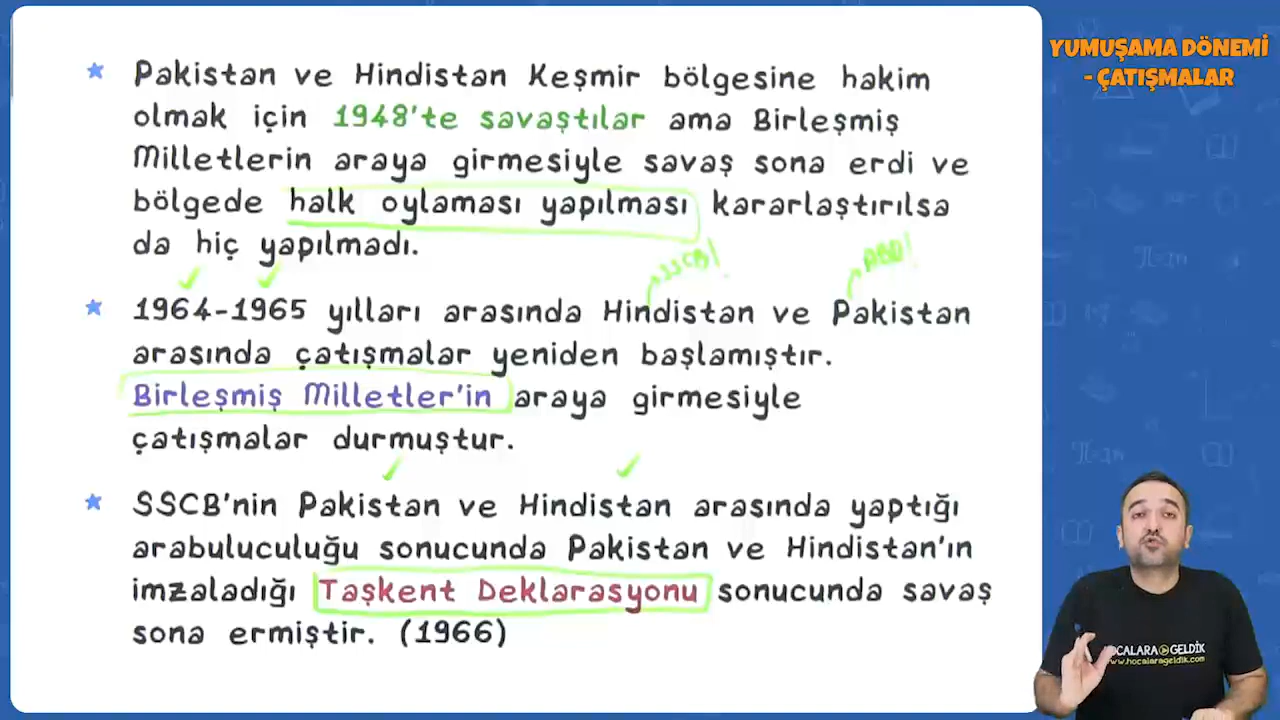 YUMUŞAMA DÖNEMİ
- ÇATIŞMALAR
Pakistan ve Hindistan Keşmir bölgesine hakim
olmak için 1948'te savaştılar ama Birleşmiş
Milletlerin araya girmesiyle savaş sona erdi ve
bölgede halk oylaması yapılması kararlaştırılsa
da hiç yapılmadı.
SSCB! ABD!
1964-1965 yılları arasında Hindistan ve Pakistan
arasında çatışmalar yeniden başlamıştır.
Birleşmiş Milletler'in araya girmesiyle
çatışmalar durmuştur.
SSCB'nin Pakistan ve Hindistan arasında yaptığı
arabuluculuğu sonucunda Pakistan ve Hindistan'ın
imzaladığı Taşkent Deklarasyonu sonucunda savaş
sona ermiştir. (1966)
HOCALARA GELDİK
www.hocalarageldik.com